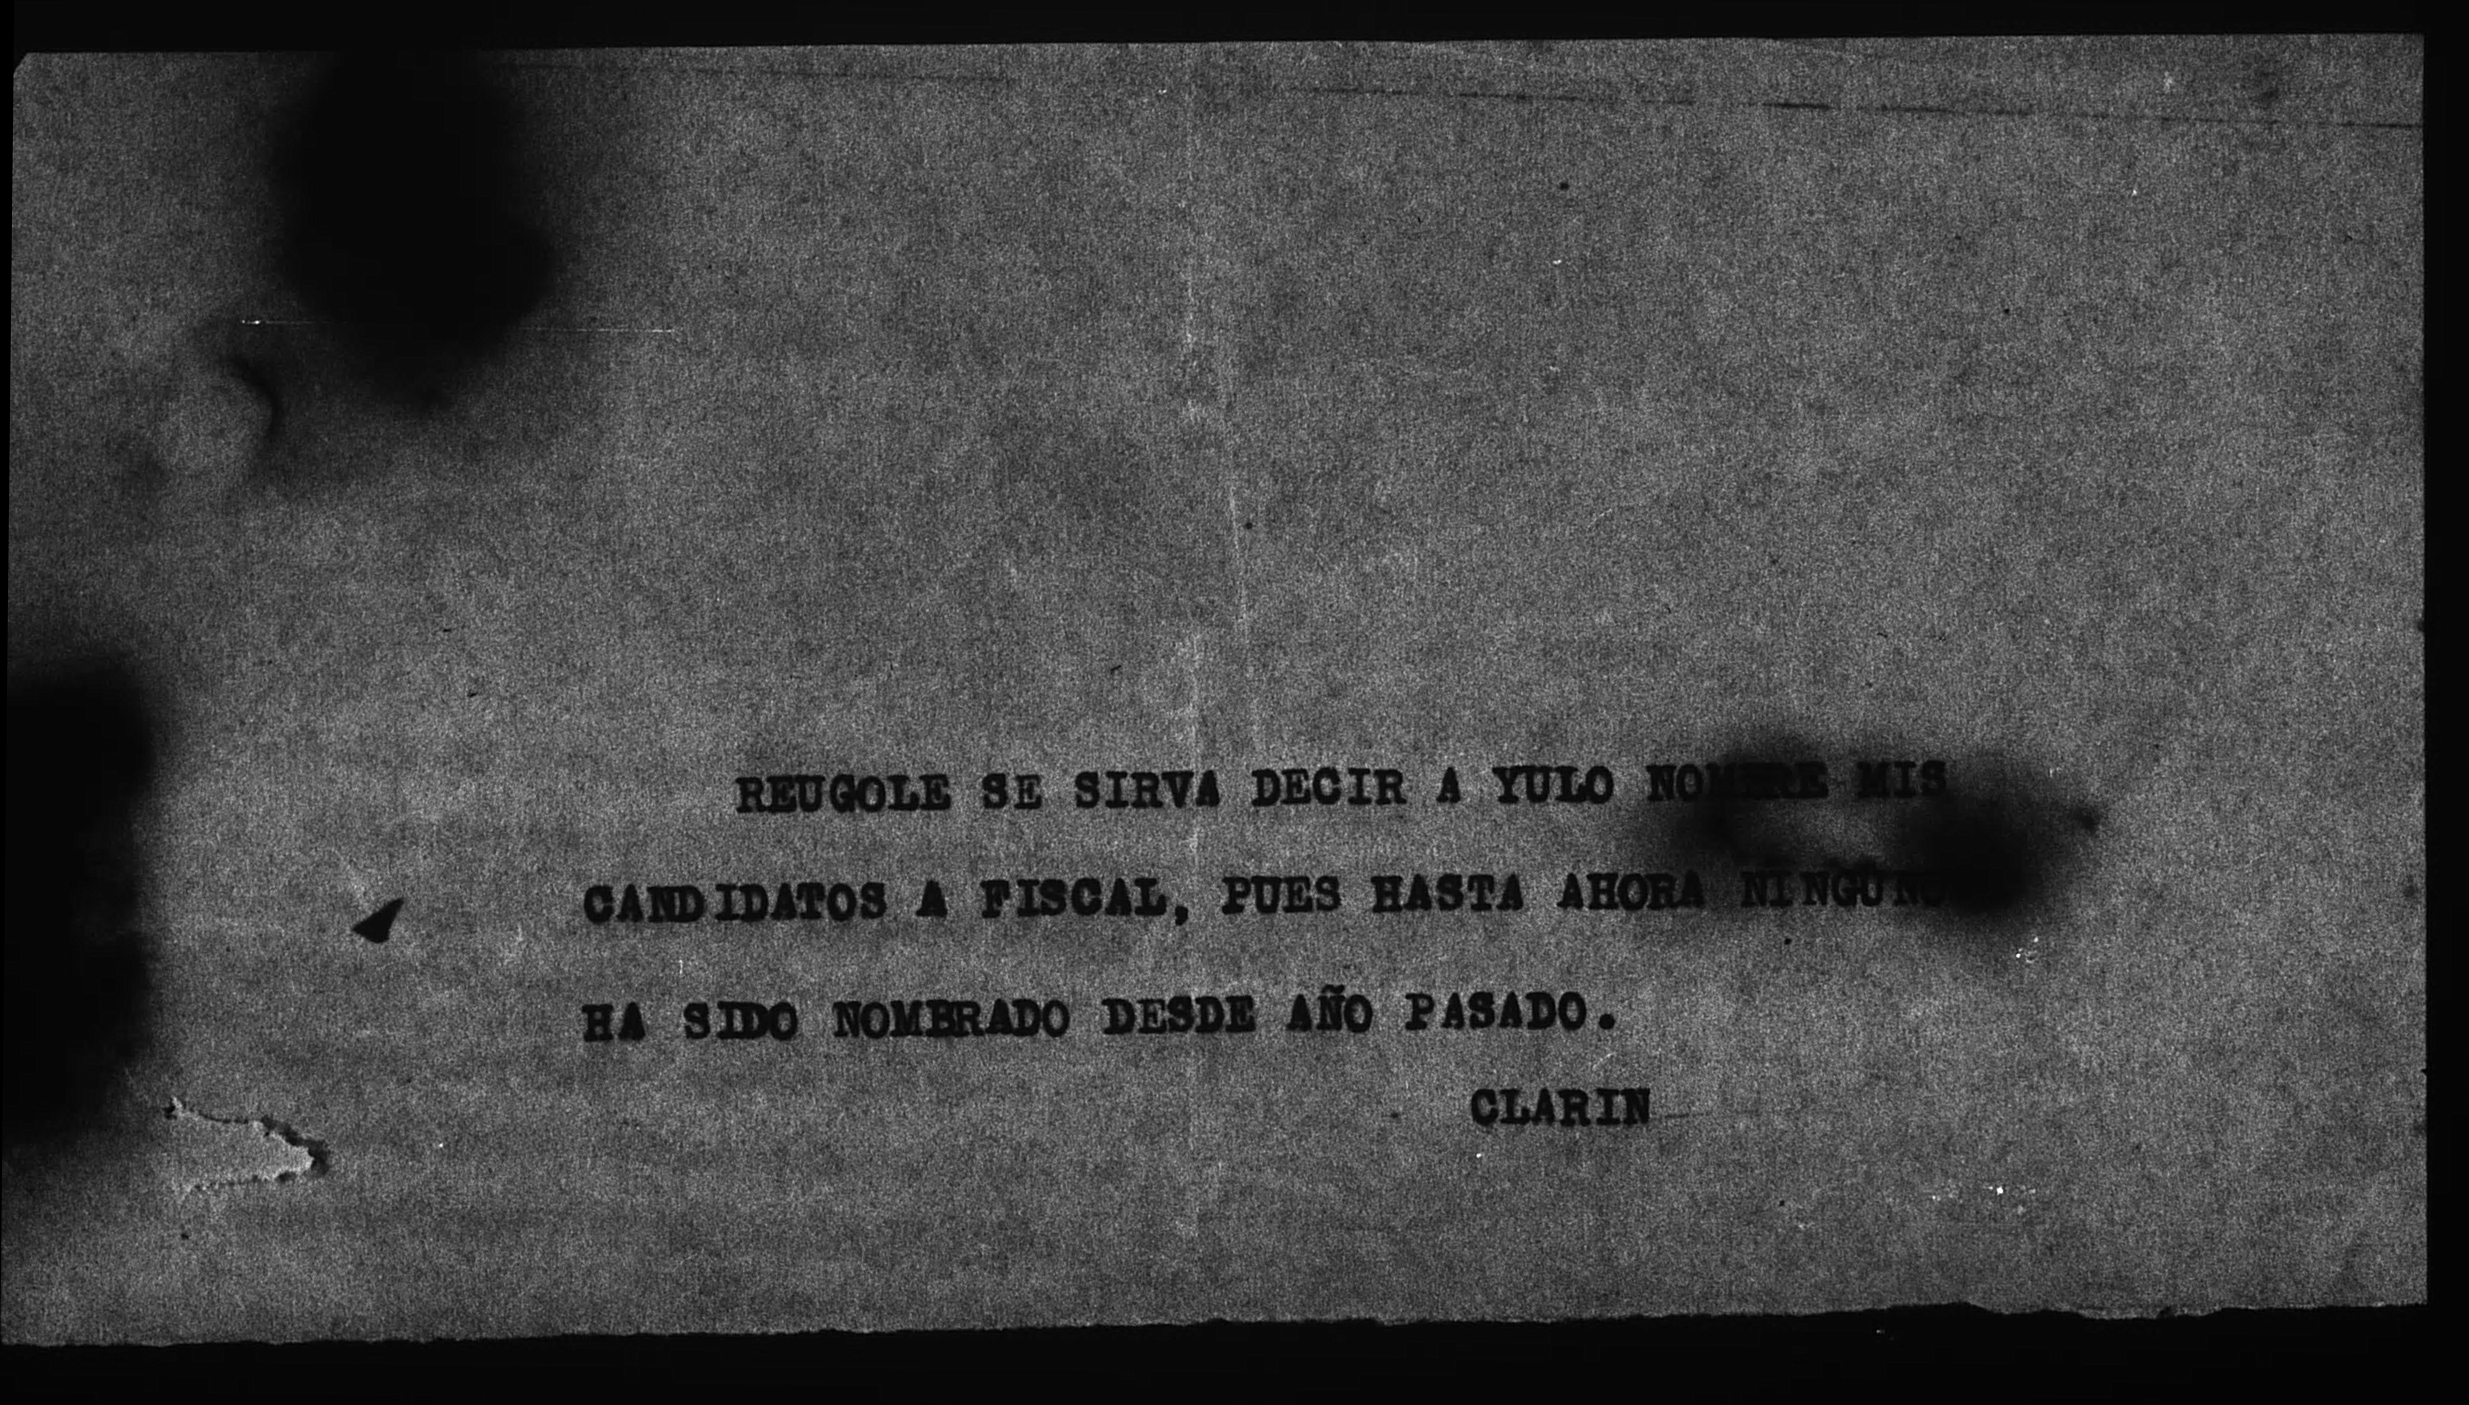 REUGOLE SE SIRVA DECIR A YULO NOMBRE MIS
CANDIDATOS A FISCAL, PUES HASTA AHORA NINGUNO
HA SIDO NOMBRADO DESDE AÑO PASADO.
CLARIN